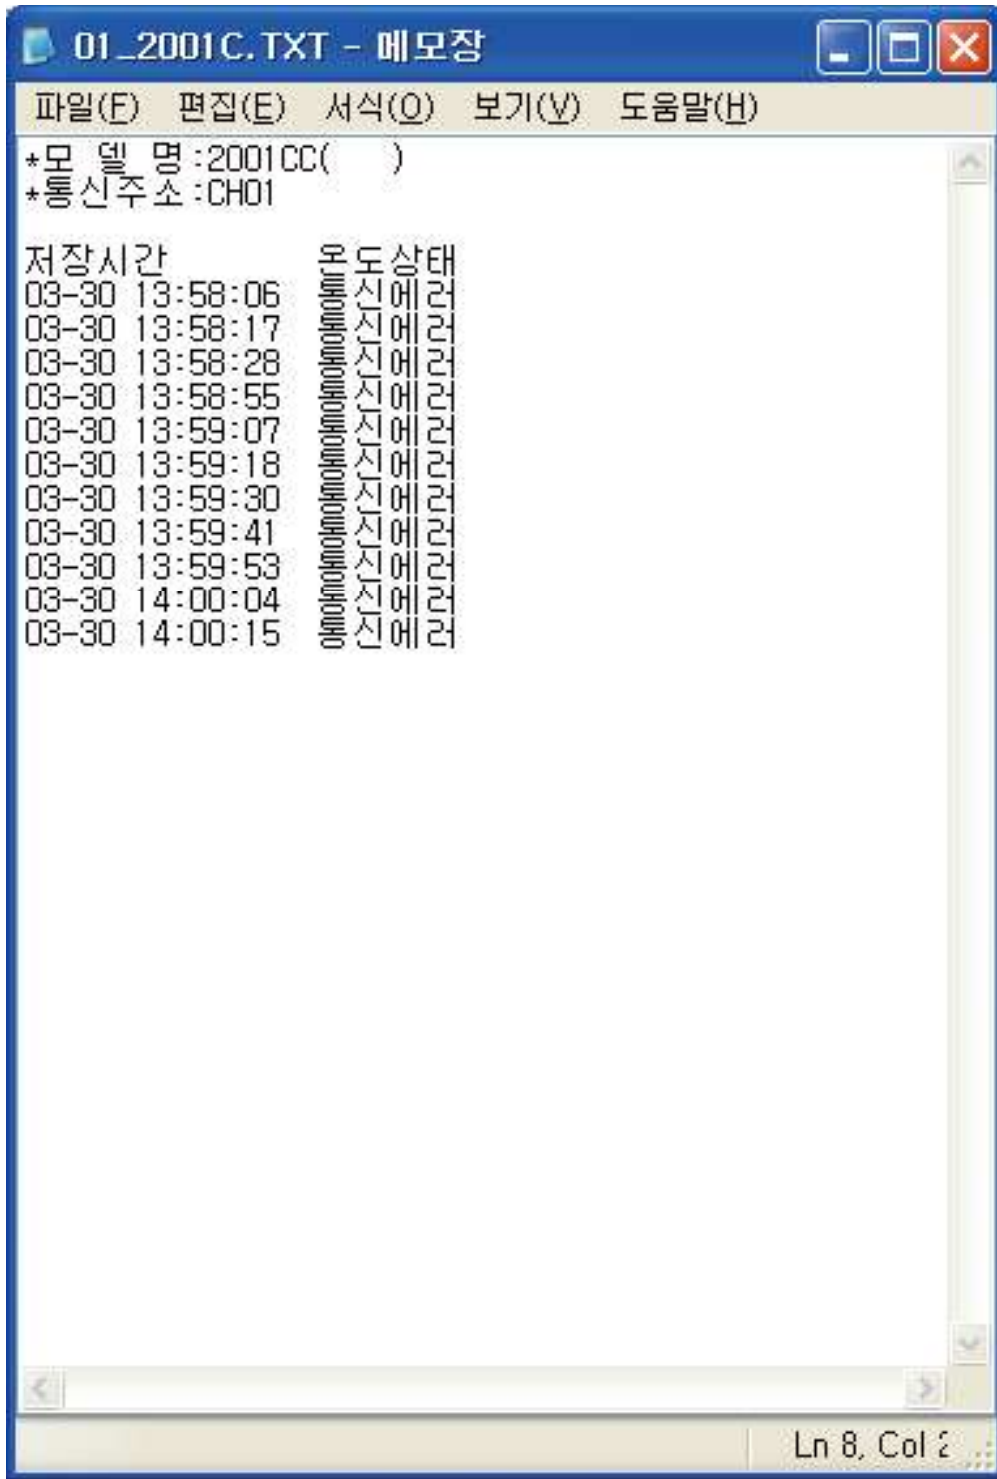 01_2001C.TXT - 메모장
파일(F) 편집(E) 서식(O) 보기(V) 도움말(H)
*모 델 명:2001CC( )
*통신주소:CH01
저장시간 온도상태
03-30 13:58:06 통신에러
03-30 13:58:17 통신에러
03-30 13:58:28 통신에러
03-30 13:58:55 통신에러
03-30 13:59:07 통신에러
03-30 13:59:18 통신에러
03-30 13:59:30 통신에러
03-30 13:59:41 통신에러
03-30 13:59:53 통신에러
03-30 14:00:04 통신에러
03-30 14:00:15 통신에러
Ln 8, Col